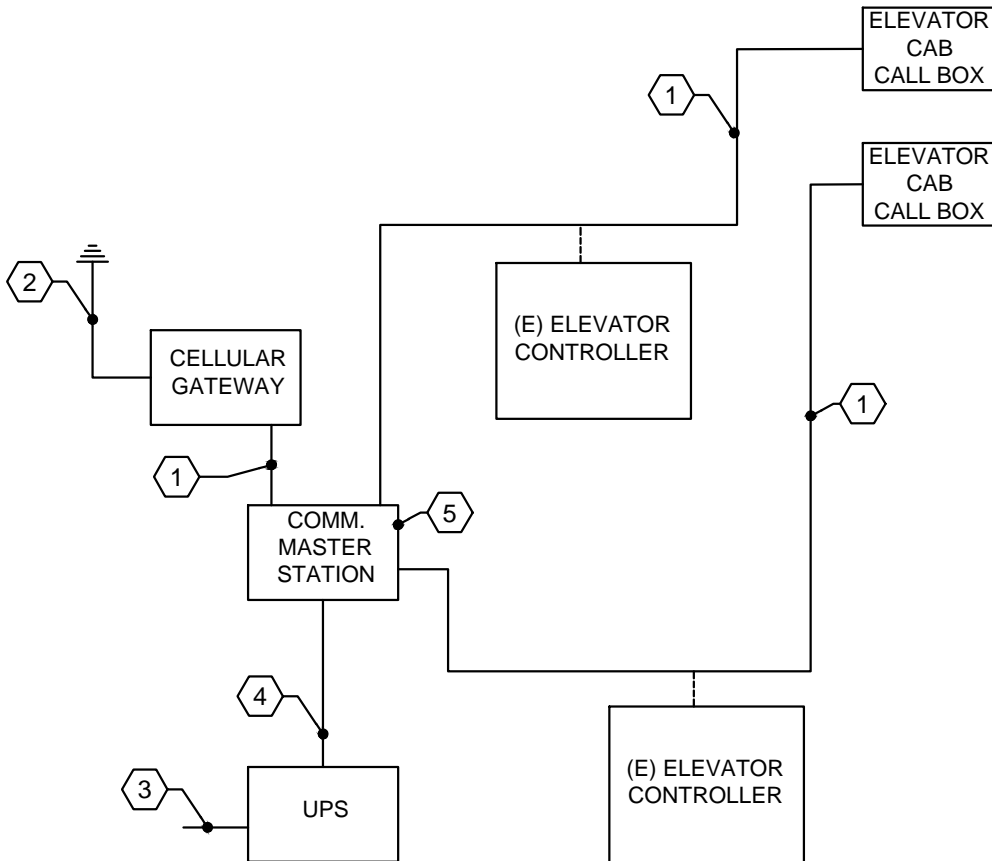 ELEVATOR
CAB
CALL BOX
1
ELEVATOR
CAB
CALL BOX
2
(E) ELEVATOR
CONTROLLER
CELLULAR
GATEWAY
1
1
5
COMM.
MASTER
STATION
4
(E) ELEVATOR
CONTROLLER
3
UPS